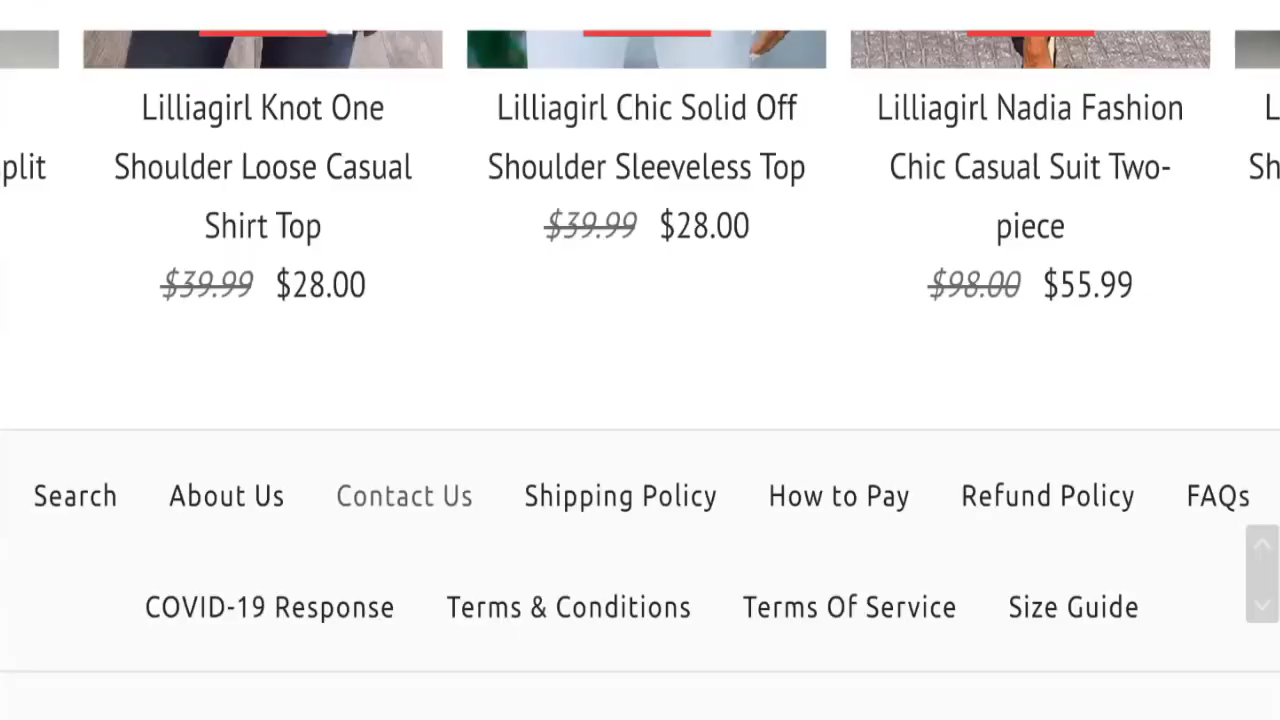 plit
Lilliagirl Knot One
Shoulder Loose Casual
Shirt Top
$39.99 $28.00
Lilliagirl Chic Solid Off
Shoulder Sleeveless Top
$39.99 $28.00
Lilliagirl Nadia Fashion
Chic Casual Suit Two-
piece
$98.00 $55.99
L
Sh
Search About Us Contact Us Shipping Policy How to Pay Refund Policy FAQs
COVID-19 Response Terms & Conditions Terms Of Service Size Guide